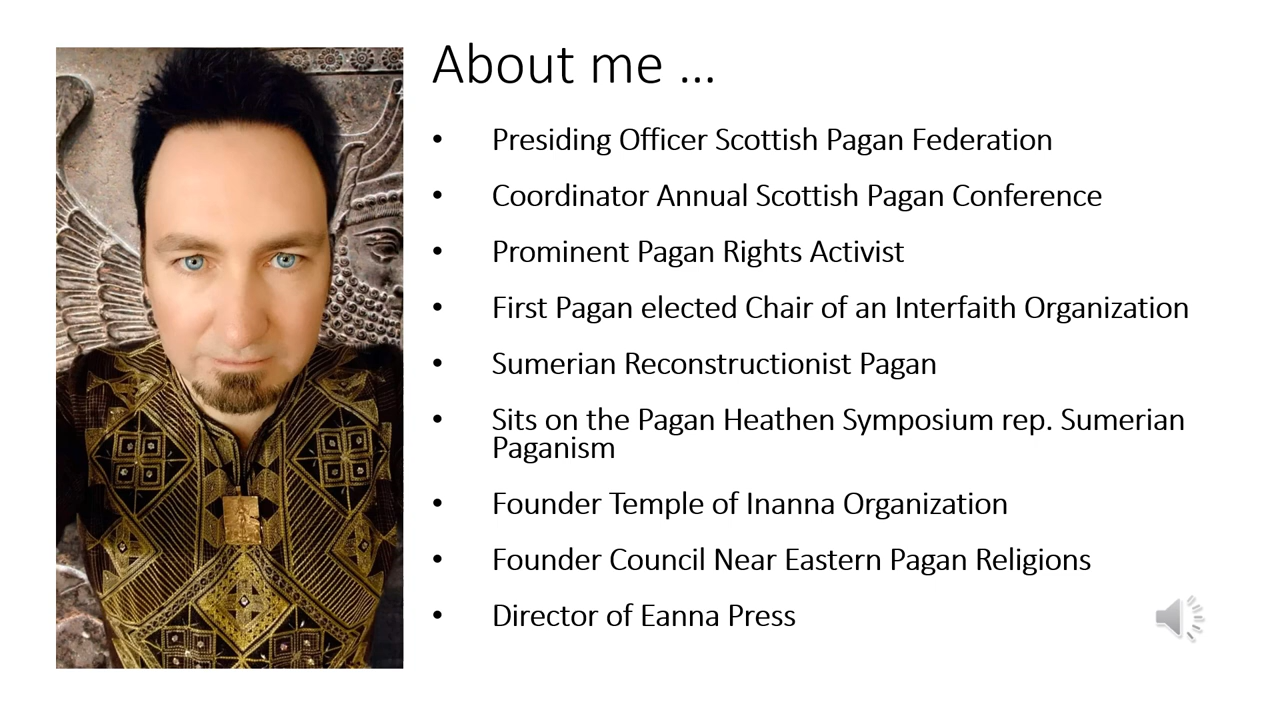 About me ...
• Presiding Officer Scottish Pagan Federation
• Coordinator Annual Scottish Pagan Conference
• Prominent Pagan Rights Activist
• First Pagan elected Chair of an Interfaith Organization
• Sumerian Reconstructionist Pagan
• Sits on the Pagan Heathen Symposium rep. Sumerian
Paganism
• Founder Temple of Inanna Organization
• Founder Council Near Eastern Pagan Religions
• Director of Eanna Press